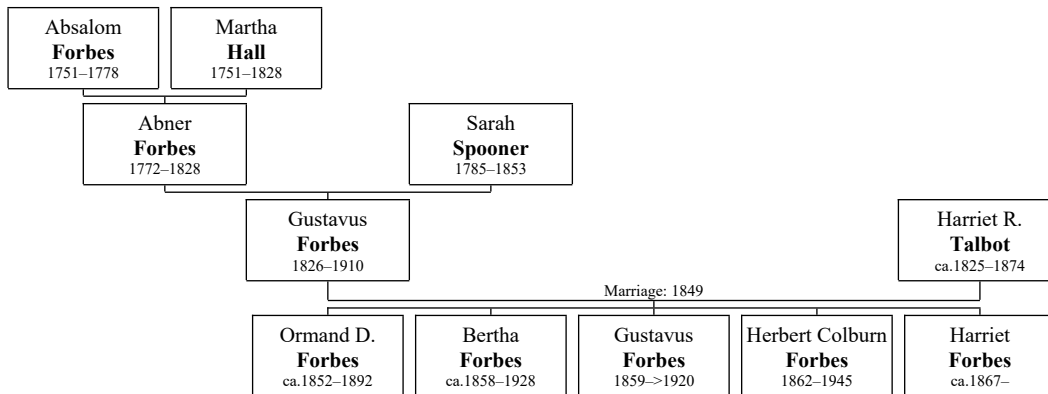 Absalom
Forbes
1751–1778
Martha
Hall
1751–1828
Abner
Forbes
1772–1828
Sarah
Spooner
1785–1853
Gustavus
Forbes
1826–1910
Harriet R.
Talbot
ca.1825–1874
Marriage: 1849
Ormand D.
Forbes
ca.1852–1892
Bertha
Forbes
ca.1858–1928
Gustavus
Forbes
1859–>1920
Herbert Colburn
Forbes
1862–1945
Harriet
Forbes
ca.1867–